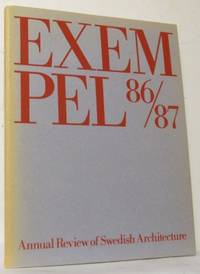 EXEM
PEL 86/87
Annual Review of Swedish Architecture